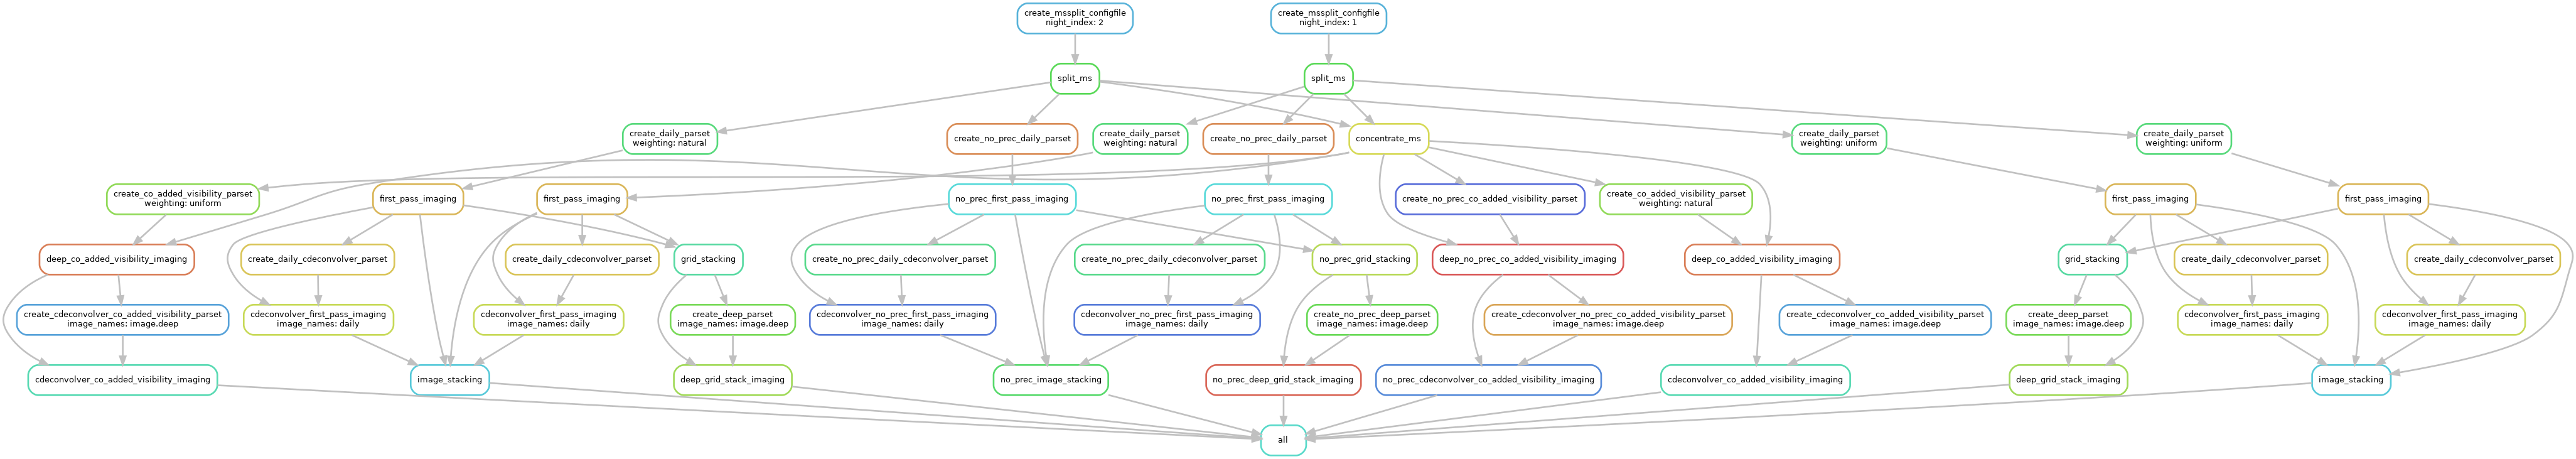 create_mssplit_configfile
night_index: 2
create_mssplit_configfile
night_index: 1
split_ms
split_ms
create_daily_parset
weighting: natural
create_no_prec_daily_parset
create_daily_parset
weighting: natural
create_no_prec_daily_parset
concentrate_ms
create_daily_parset
weighting: uniform
create_daily_parset
weighting: uniform
create_co_added_visibility_parset
weighting: uniform
first_pass_imaging
first_pass_imaging
no_prec_first_pass_imaging
no_prec_first_pass_imaging
create_no_prec_co_added_visibility_parset
create_co_added_visibility_parset
weighting: natural
first_pass_imaging
first_pass_imaging
deep_co_added_visibility_imaging
create_daily_cdeconvolver_parset
create_daily_cdeconvolver_parset
grid_stacking
create_no_prec_daily_cdeconvolver_parset
create_no_prec_daily_cdeconvolver_parset
no_prec_grid_stacking
deep_no_prec_co_added_visibility_imaging
deep_co_added_visibility_imaging
grid_stacking
create_daily_cdeconvolver_parset
create_daily_cdeconvolver_parset
create_cdeconvolver_co_added_visibility_parset
image_names: image.deep
cdeconvolver_first_pass_imaging
image_names: daily
cdeconvolver_first_pass_imaging
image_names: daily
create_deep_parset
image_names: image.deep
cdeconvolver_no_prec_first_pass_imaging
image_names: daily
cdeconvolver_no_prec_first_pass_imaging
image_names: daily
create_no_prec_deep_parset
image_names: image.deep
create_cdeconvolver_no_prec_co_added_visibility_parset
image_names: image.deep
create_cdeconvolver_co_added_visibility_parset
image_names: image.deep
create_deep_parset
image_names: image.deep
cdeconvolver_first_pass_imaging
image_names: daily
cdeconvolver_first_pass_imaging
image_names: daily
cdeconvolver_co_added_visibility_imaging
image_stacking
deep_grid_stack_imaging
no_prec_image_stacking
no_prec_deep_grid_stack_imaging
no_prec_cdeconvolver_co_added_visibility_imaging
cdeconvolver_co_added_visibility_imaging
deep_grid_stack_imaging
image_stacking
all